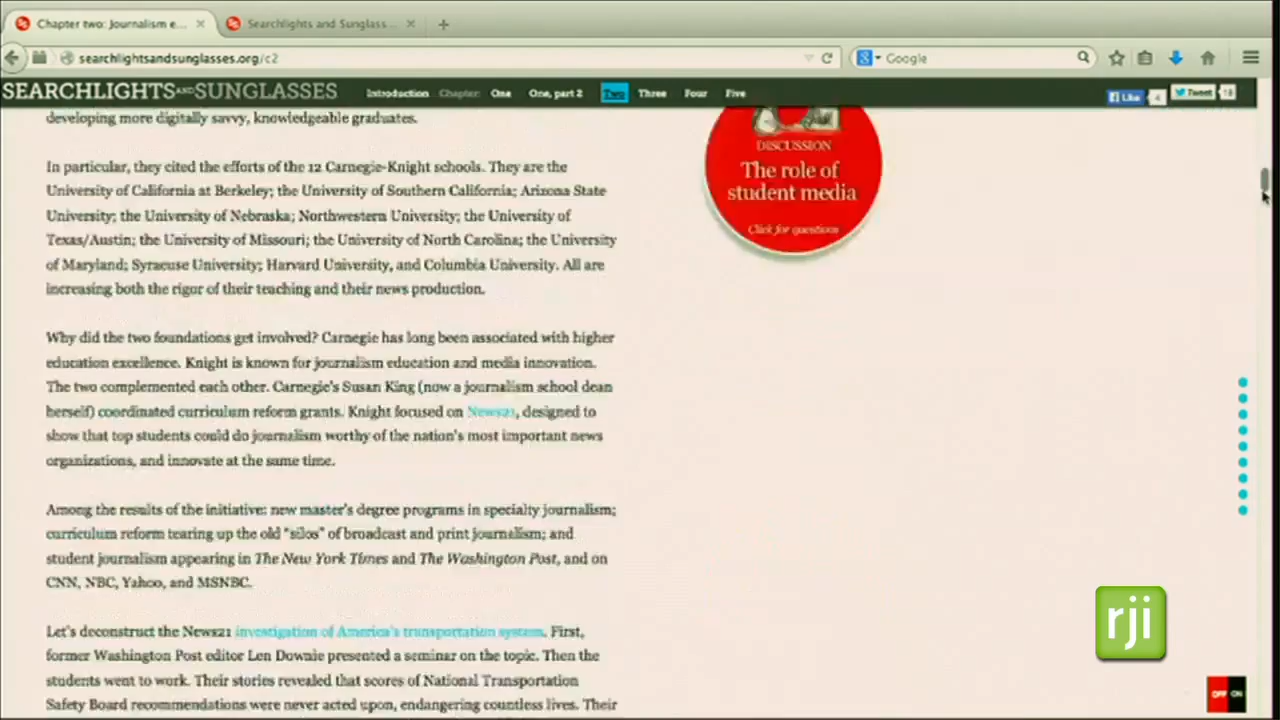 Chapter two: Journalism e...
Searchlights and Sunglass...
searchlightsandsunglasses.org/c2
Google
SEARCHLIGHTS AND SUNGLASSES
Introduction Chapter: One One, part 2 Two Three Four Five
Like 4 Tweet 18
developing more digitally savvy, knowledgeable graduates.
In particular, they cited the efforts of the 12 Carnegie-Knight schools. They are the
University of California at Berkeley; the University of Southern California; Arizona State
University; the University of Nebraska; Northwestern University; the University of
Texas/Austin; the University of Missouri; the University of North Carolina; the University
of Maryland; Syracuse University; Harvard University, and Columbia University. All are
increasing both the rigor of their teaching and their news production.
Why did the two foundations get involved? Carnegie has long been associated with higher
education excellence. Knight is known for journalism education and media innovation.
The two complemented each other. Carnegie's Susan King (now a journalism school dean
herself) coordinated curriculum reform grants. Knight focused on News21, designed to
show that top students could do journalism worthy of the nation's most important news
organizations, and innovate at the same time.
Among the results of the initiative: new master's degree programs in specialty journalism;
curriculum reform tearing up the old "silos" of broadcast and print journalism; and
student journalism appearing in The New York Times and The Washington Post, and on
CNN, NBC, Yahoo, and MSNBC.
Let's deconstruct the News21 investigation of America's transportation system. First,
former Washington Post editor Len Downie presented a seminar on the topic. Then the
students went to work. Their stories revealed that scores of National Transportation
Safety Board recommendations were never acted upon, endangering countless lives. Their
DISCUSSION
The role of
student media
Click for questions
rji
OFF ON